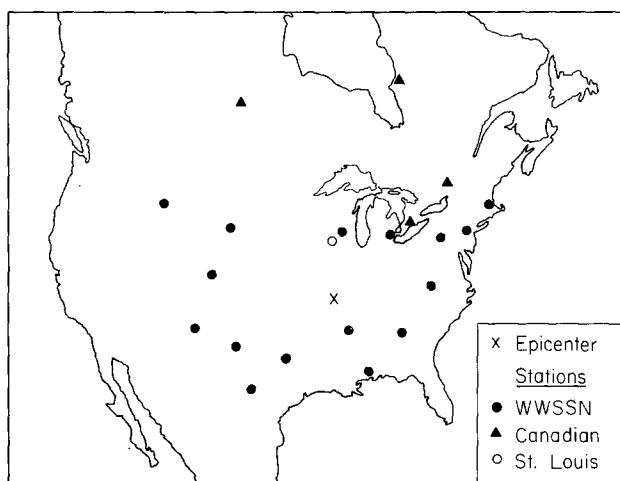 x Epicenter
Stations
● WWSSN
▲ Canadian
○ St. Louis